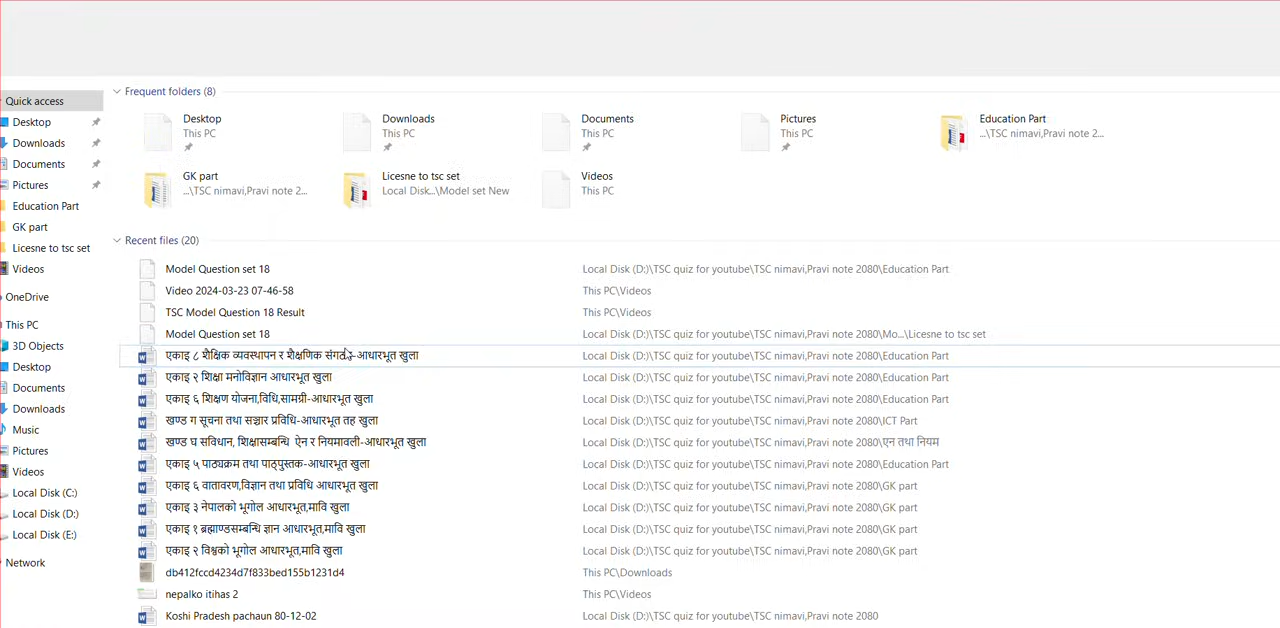 Quick access
Desktop
Downloads
Documents
Pictures
Education Part
GK part
Licesne to tsc set
Videos
OneDrive
This PC
3D Objects
Desktop
Documents
Downloads
Music
Pictures
Videos
Local Disk (C:)
Local Disk (D:)
Local Disk (E:)
Network
Frequent folders (8)
Desktop
This PC
Downloads
This PC
Documents
This PC
Pictures
This PC
Education Part
...\TSC nimavi,Pravi note 2...
GK part
...\TSC nimavi,Pravi note 2...
Licesne to tsc set
Local Disk...\Model set New
Videos
This PC
Recent files (20)
Model Question set 18 Local Disk (D:)\TSC quiz for youtube\TSC nimavi,Pravi note 2080\Education Part
Video 2024-03-23 07-46-58 This PC\Videos
TSC Model Question 18 Result This PC\Videos
Model Question set 18 Local Disk (D:)\TSC quiz for youtube\TSC nimavi,Pravi note 2080\Mo...\Licesne to tsc set
एकाइ ८ शैक्षिक व्यवस्थापन र शैक्षणिक -आधारभूत खुला Local Disk (D:)\TSC quiz for youtube\TSC nimavi,Pravi note 2080\Education Part
एकाइ २ शिक्षा मनोविज्ञान आधारभूत खुला Local Disk (D:)\TSC quiz for youtube\TSC nimavi,Pravi note 2080\Education Part
एकाइ ६ शिक्षण योजना,विधि,सामग्री-आधारभूत खुला Local Disk (D:)\TSC quiz for youtube\TSC nimavi,Pravi note 2080\Education Part
खण्ड ग सूचना तथा सञ्चार प्रविधि-आधारभूत तह खुला Local Disk (D:)\TSC quiz for youtube\TSC nimavi,Pravi note 2080\ICT Part
खण्ड घ सविधान, शिक्षासम्बन्धि ऐन र नियमावली-आधारभूत खुला Local Disk (D:)\TSC quiz for youtube\TSC nimavi,Pravi note 2080\एन तथा नियम
एकाइ ५ पाठ्यक्रम तथा पाठ्पुस्तक-आधारभूत खुला Local Disk (D:)\TSC quiz for youtube\TSC nimavi,Pravi note 2080\Education Part
एकाइ ६ वातावरण,विज्ञान तथा प्रविधि आधारभूत खुला Local Disk (D:)\TSC quiz for youtube\TSC nimavi,Pravi note 2080\GK part
एकाइ ३ नेपालको भूगोल आधारभूत,मावि खुला Local Disk (D:)\TSC quiz for youtube\TSC nimavi,Pravi note 2080\GK part
एकाइ १ ब्रह्माण्डसम्बन्धि ज्ञान आधारभूत,मावि खुला Local Disk (D:)\TSC quiz for youtube\TSC nimavi,Pravi note 2080\GK part
एकाइ २ विश्वको भूगोल आधारभूत,मावि खुला Local Disk (D:)\TSC quiz for youtube\TSC nimavi,Pravi note 2080\GK part
db412fccd4234d7f833bed155b1231d4 This PC\Downloads
nepalko itihas 2 This PC\Videos
Koshi Pradesh pachaun 80-12-02 Local Disk (D:)\TSC quiz for youtube\TSC nimavi,Pravi note 2080